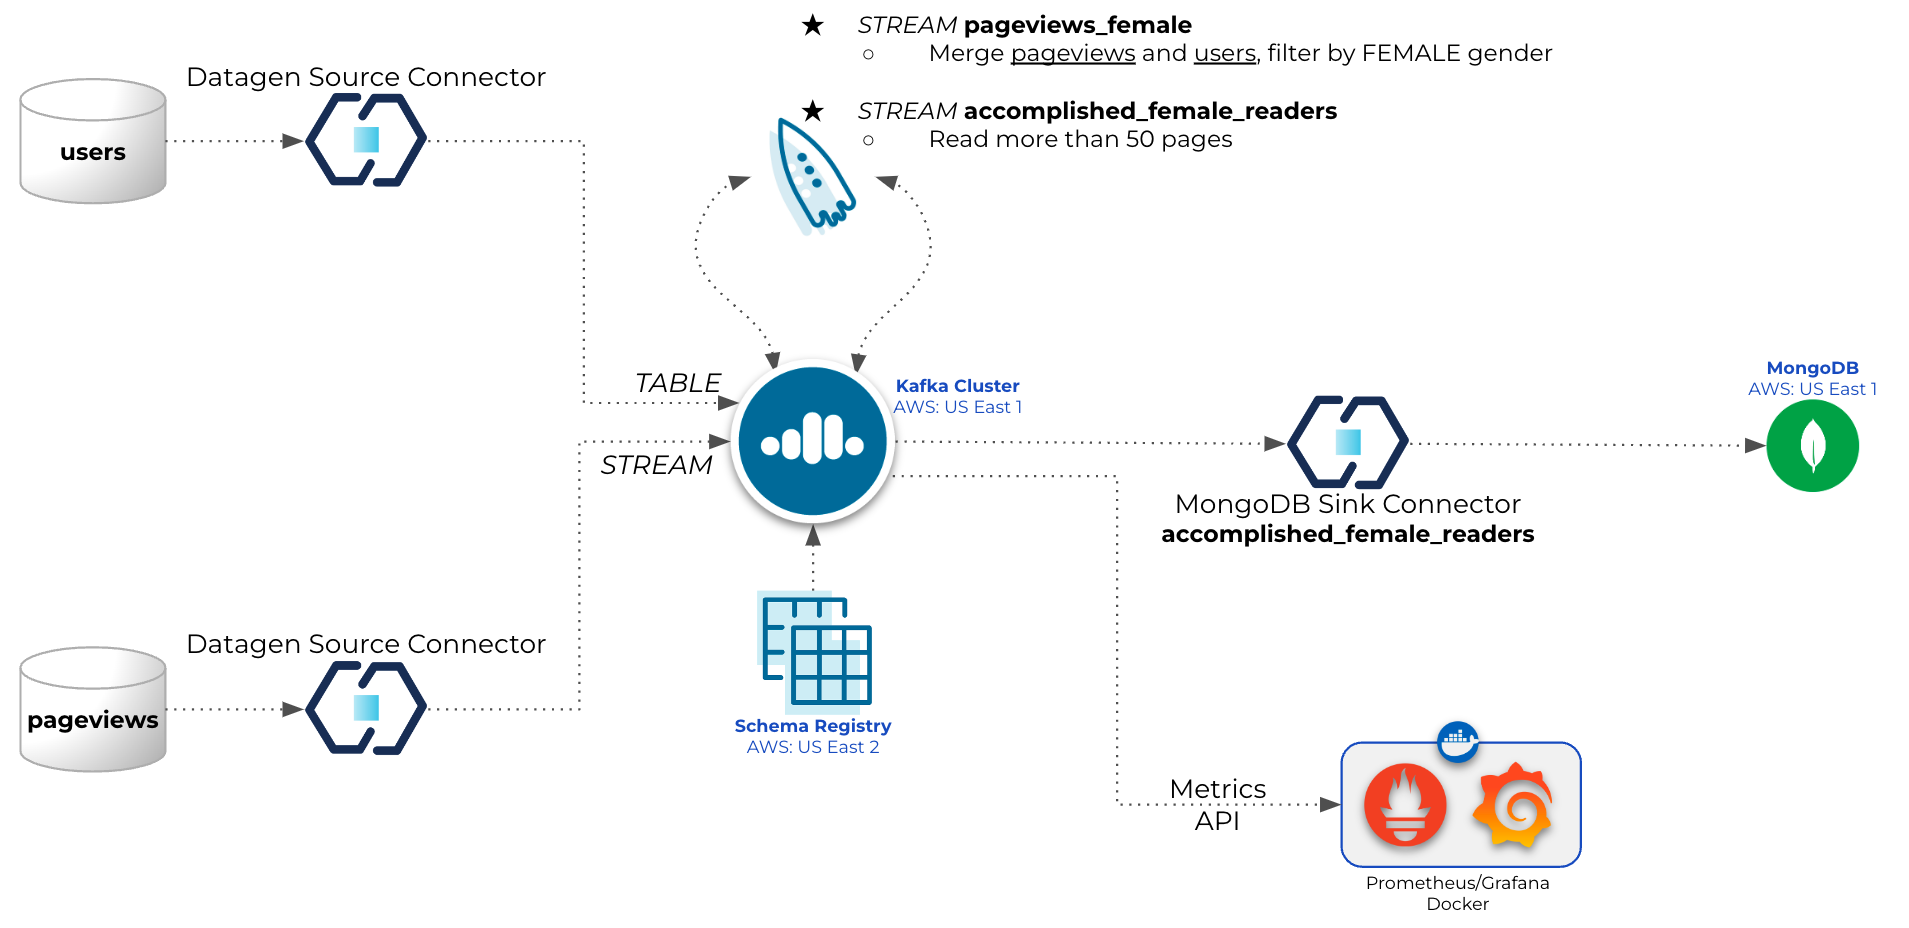 ★ STREAM pageviews_female
○ Merge pageviews and users, filter by FEMALE gender
★ STREAM accomplished_female_readers
○ Read more than 50 pages
Datagen Source Connector
users
TABLE
STREAM
Kafka Cluster
AWS: US East 1
MongoDB
AWS: US East 1
MongoDB Sink Connector
accomplished_female_readers
Datagen Source Connector
pageviews
Schema Registry
AWS: US East 2
Metrics
API
Prometheus/Grafana
Docker